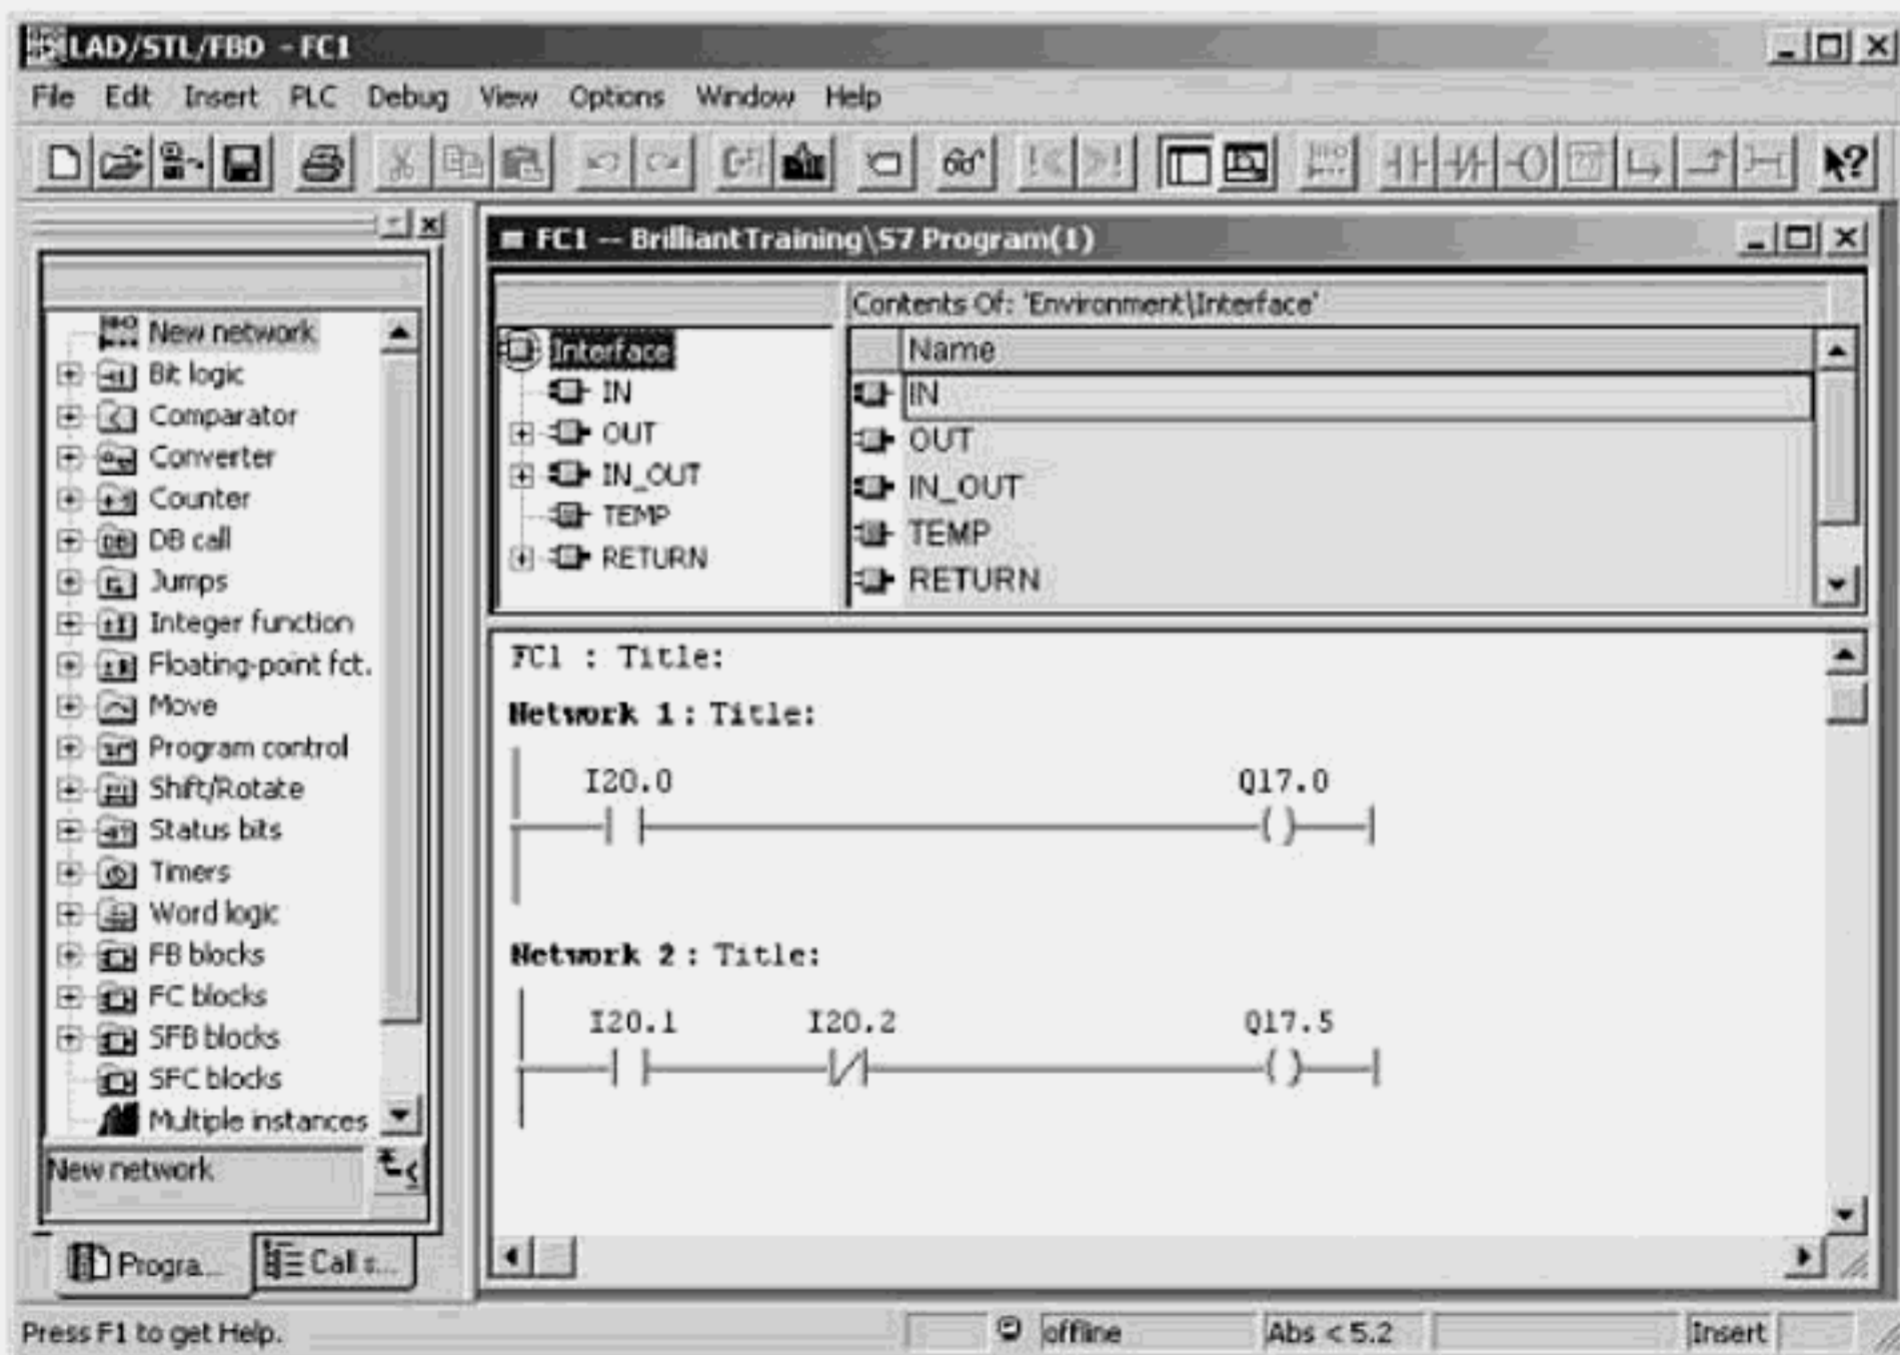 LAD/STL/FBD - FC1
File Edit Insert PLC Debug View Options Window Help
FC1 -- BrilliantTraining\S7 Program(1)
Contents Of: 'Environment\Interface'
Interface
IN
OUT
IN_OUT
TEMP
RETURN
Name
IN
OUT
IN_OUT
TEMP
RETURN
New network
Bit logic
Comparator
Converter
Counter
DB call
Jumps
Integer function
Floating-point fct.
Move
Program control
Shift/Rotate
Status bits
Timers
Word logic
FB blocks
FC blocks
SFB blocks
SFC blocks
Multiple instances
New network
Progra...
Call s...
FC1 : Title:
Network 1: Title:
I20.0 Q17.0
Network 2: Title:
I20.1 I20.2 Q17.5
Press F1 to get Help.
offline
Abs < 5.2
Insert